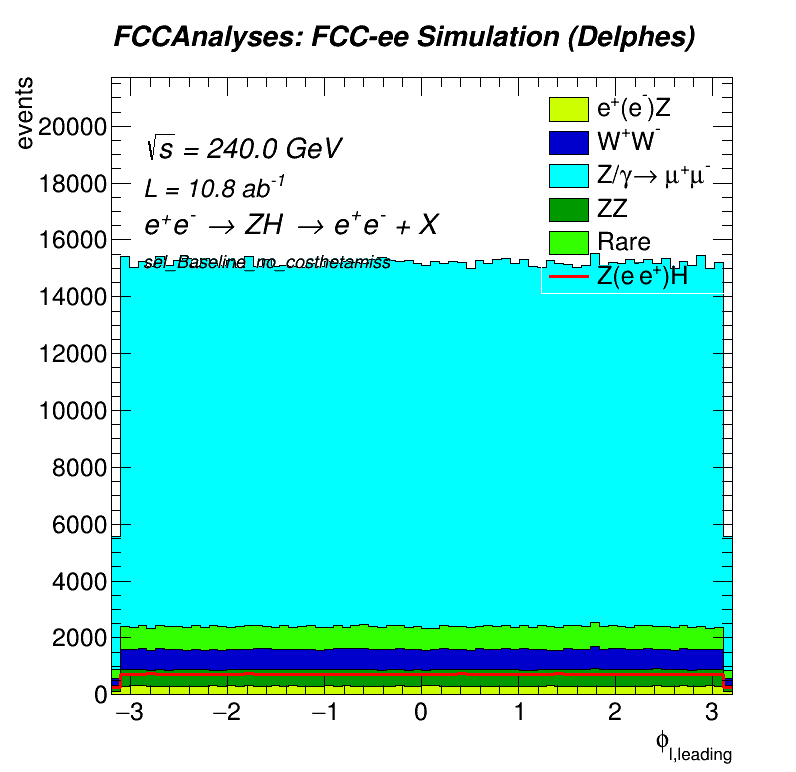 FCCAnalyses: FCC-ee Simulation (Delphes)
events
20000
18000
16000
14000
12000
10000
8000
6000
4000
2000
0
√s = 240.0 GeV
L = 10.8 ab⁻¹
e⁺e⁻ → ZH → e⁺e⁻ + X
sel_Baseline_no_costhetamiss
e⁺(e⁻)Z
W⁺W⁻
Z/γ→ μ⁺μ⁻
ZZ
Rare
Z(e e⁺)H
−3 −2 −1 0 1 2 3
ϕl,leading